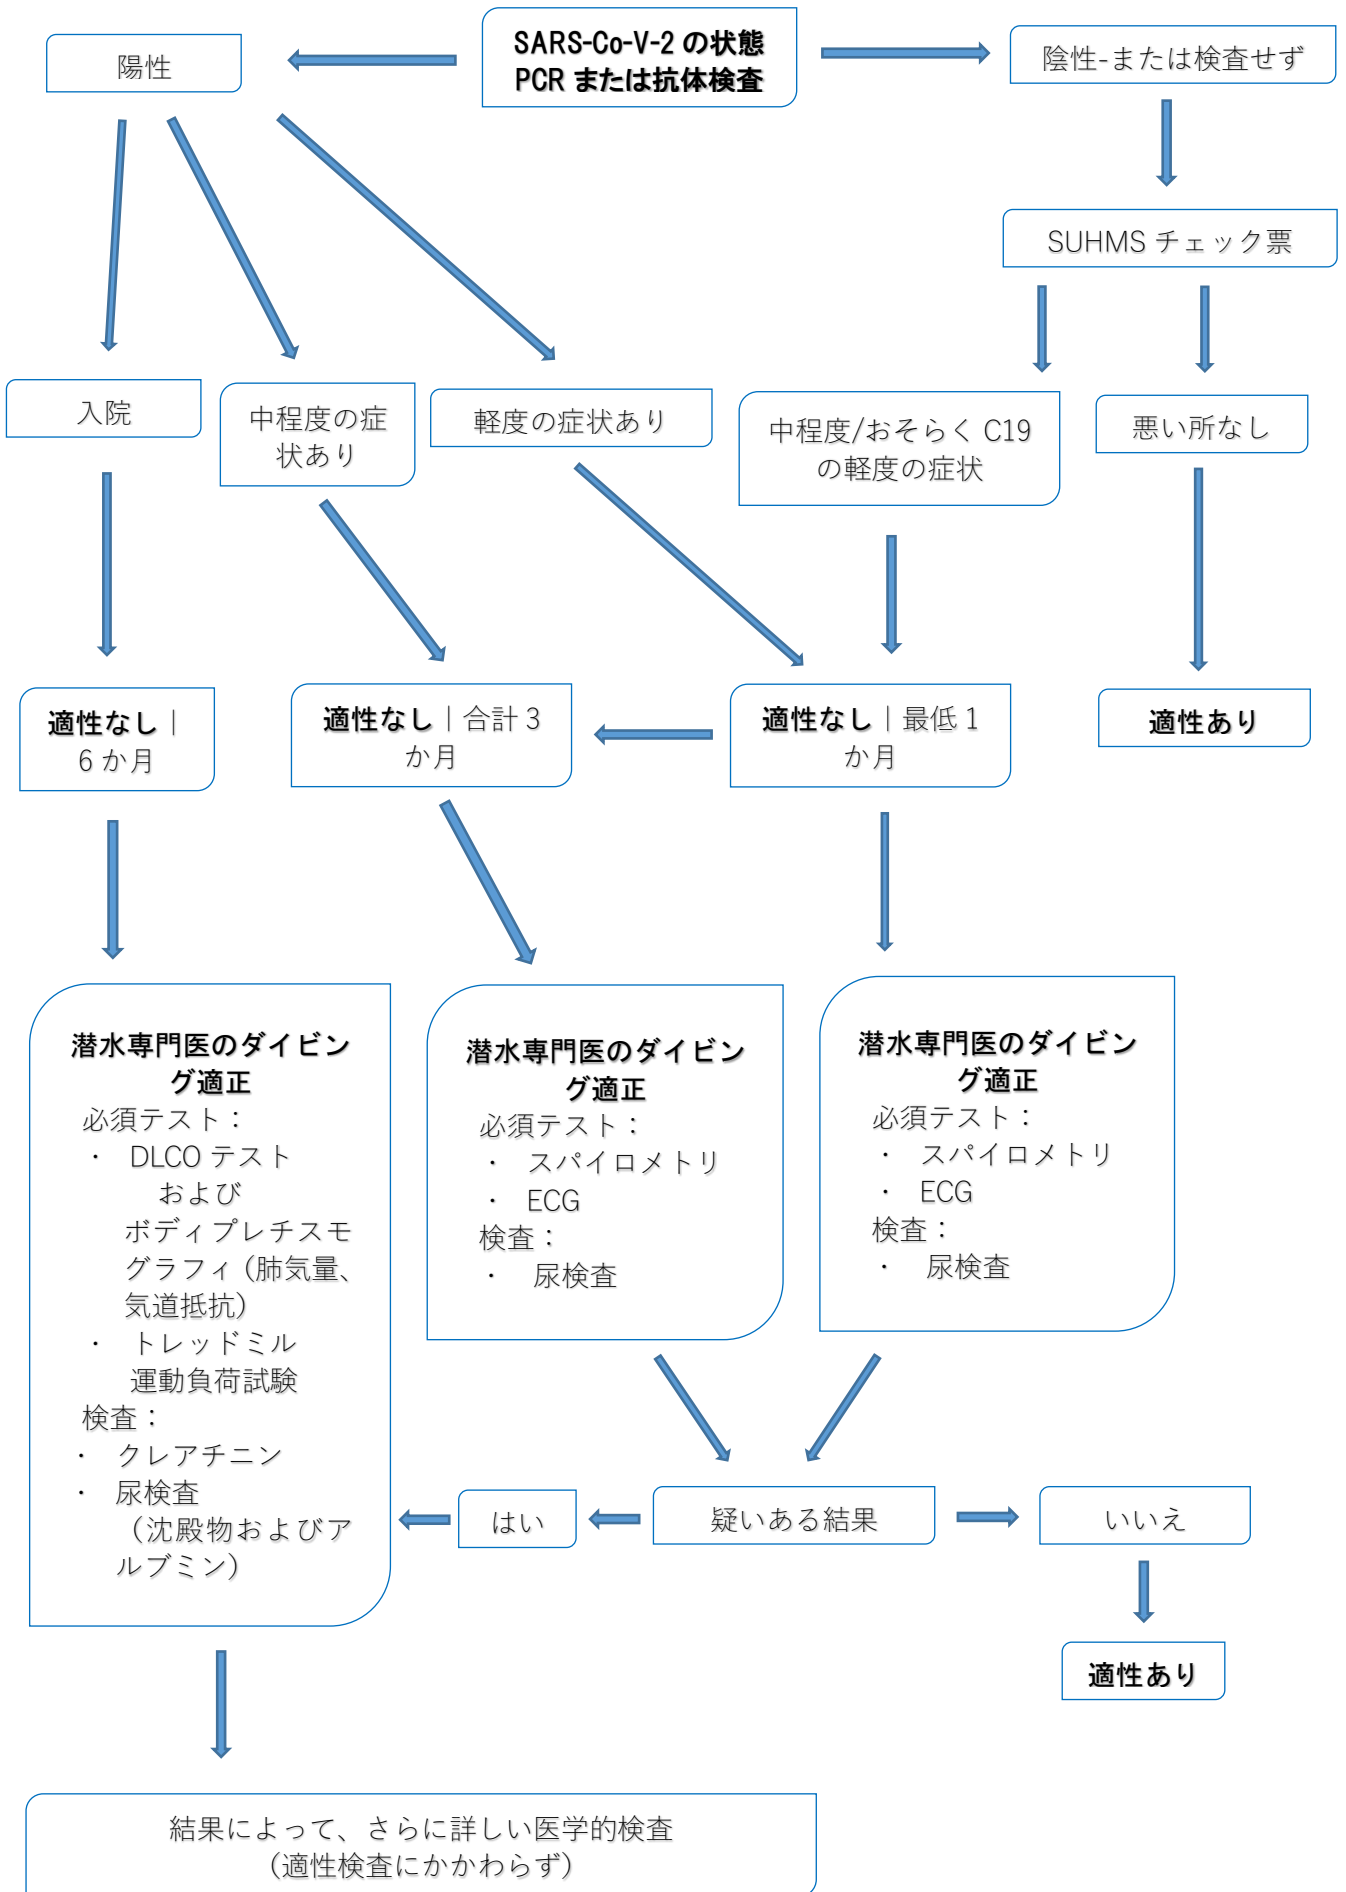 SARS-Co-V-2 の状態
PCR または抗体検査
陽性
陰性-または検査せず
SUHMS チェック票
入院
中程度の症
状あり
軽度の症状あり
中程度/おそらく C19
の軽度の症状
悪い所なし
適性なし｜
6 か月
適性なし｜合計 3
か月
適性なし｜最低 1
か月
適性あり
潜水専門医のダイビン
グ適正
必須テスト：
・ DLCO テスト
および
ボディプレチスモ
グラフィ（肺気量、
気道抵抗）
・ トレッドミル
運動負荷試験
検査：
・ クレアチニン
・ 尿検査
（沈殿物およびア
ルブミン）
潜水専門医のダイビン
グ適正
必須テスト：
・ スパイロメトリ
・ ECG
検査：
・ 尿検査
潜水専門医のダイビン
グ適正
必須テスト：
・ スパイロメトリ
・ ECG
検査：
・ 尿検査
はい
疑いある結果
いいえ
適性あり
結果によって、さらに詳しい医学的検査
（適性検査にかかわらず）